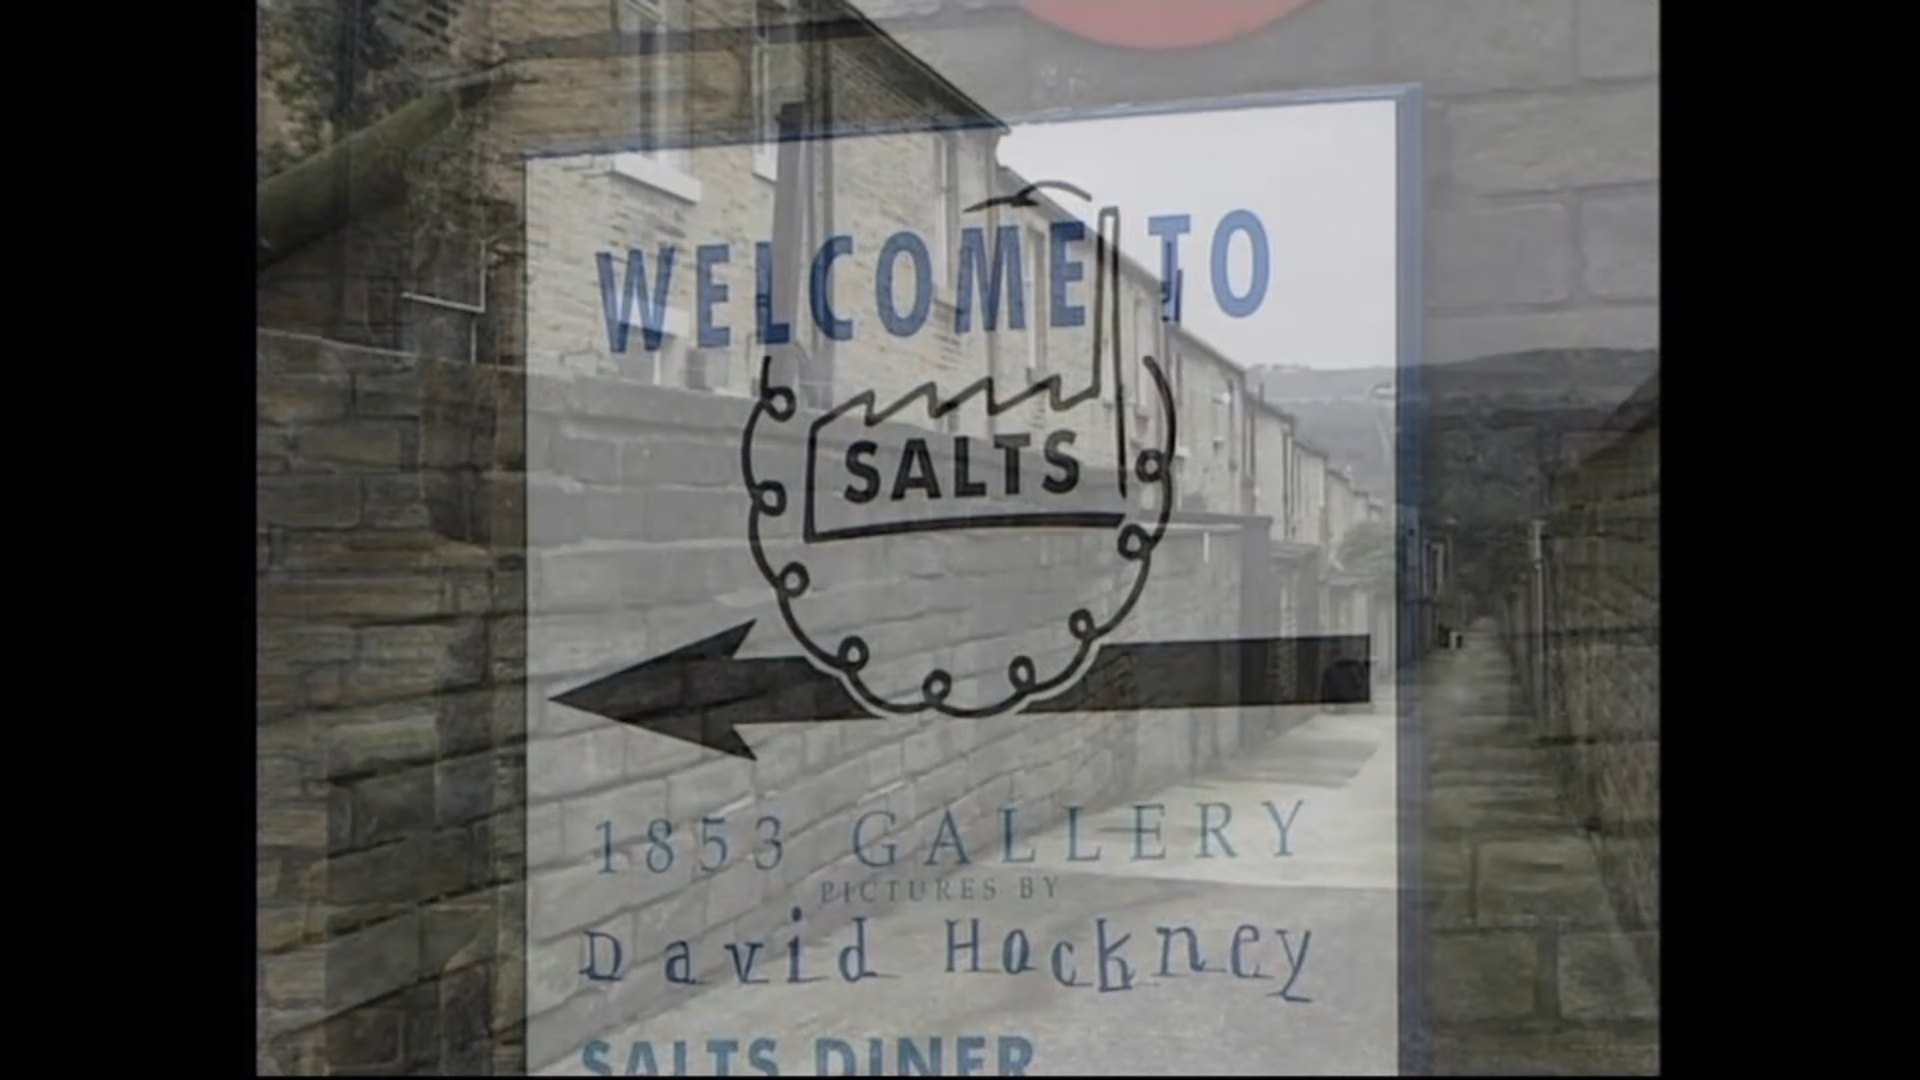 WELCOME TO
SALTS
1853 GALLERY
PICTURES BY
David Hockney
SALTS DINER